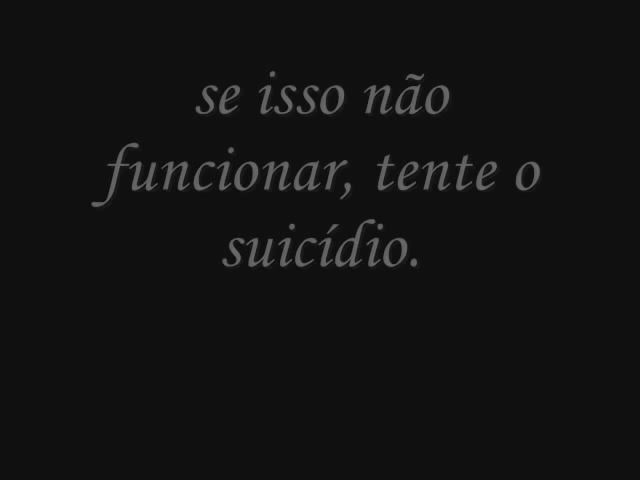 se isso não
funcionar, tente o
suicídio.